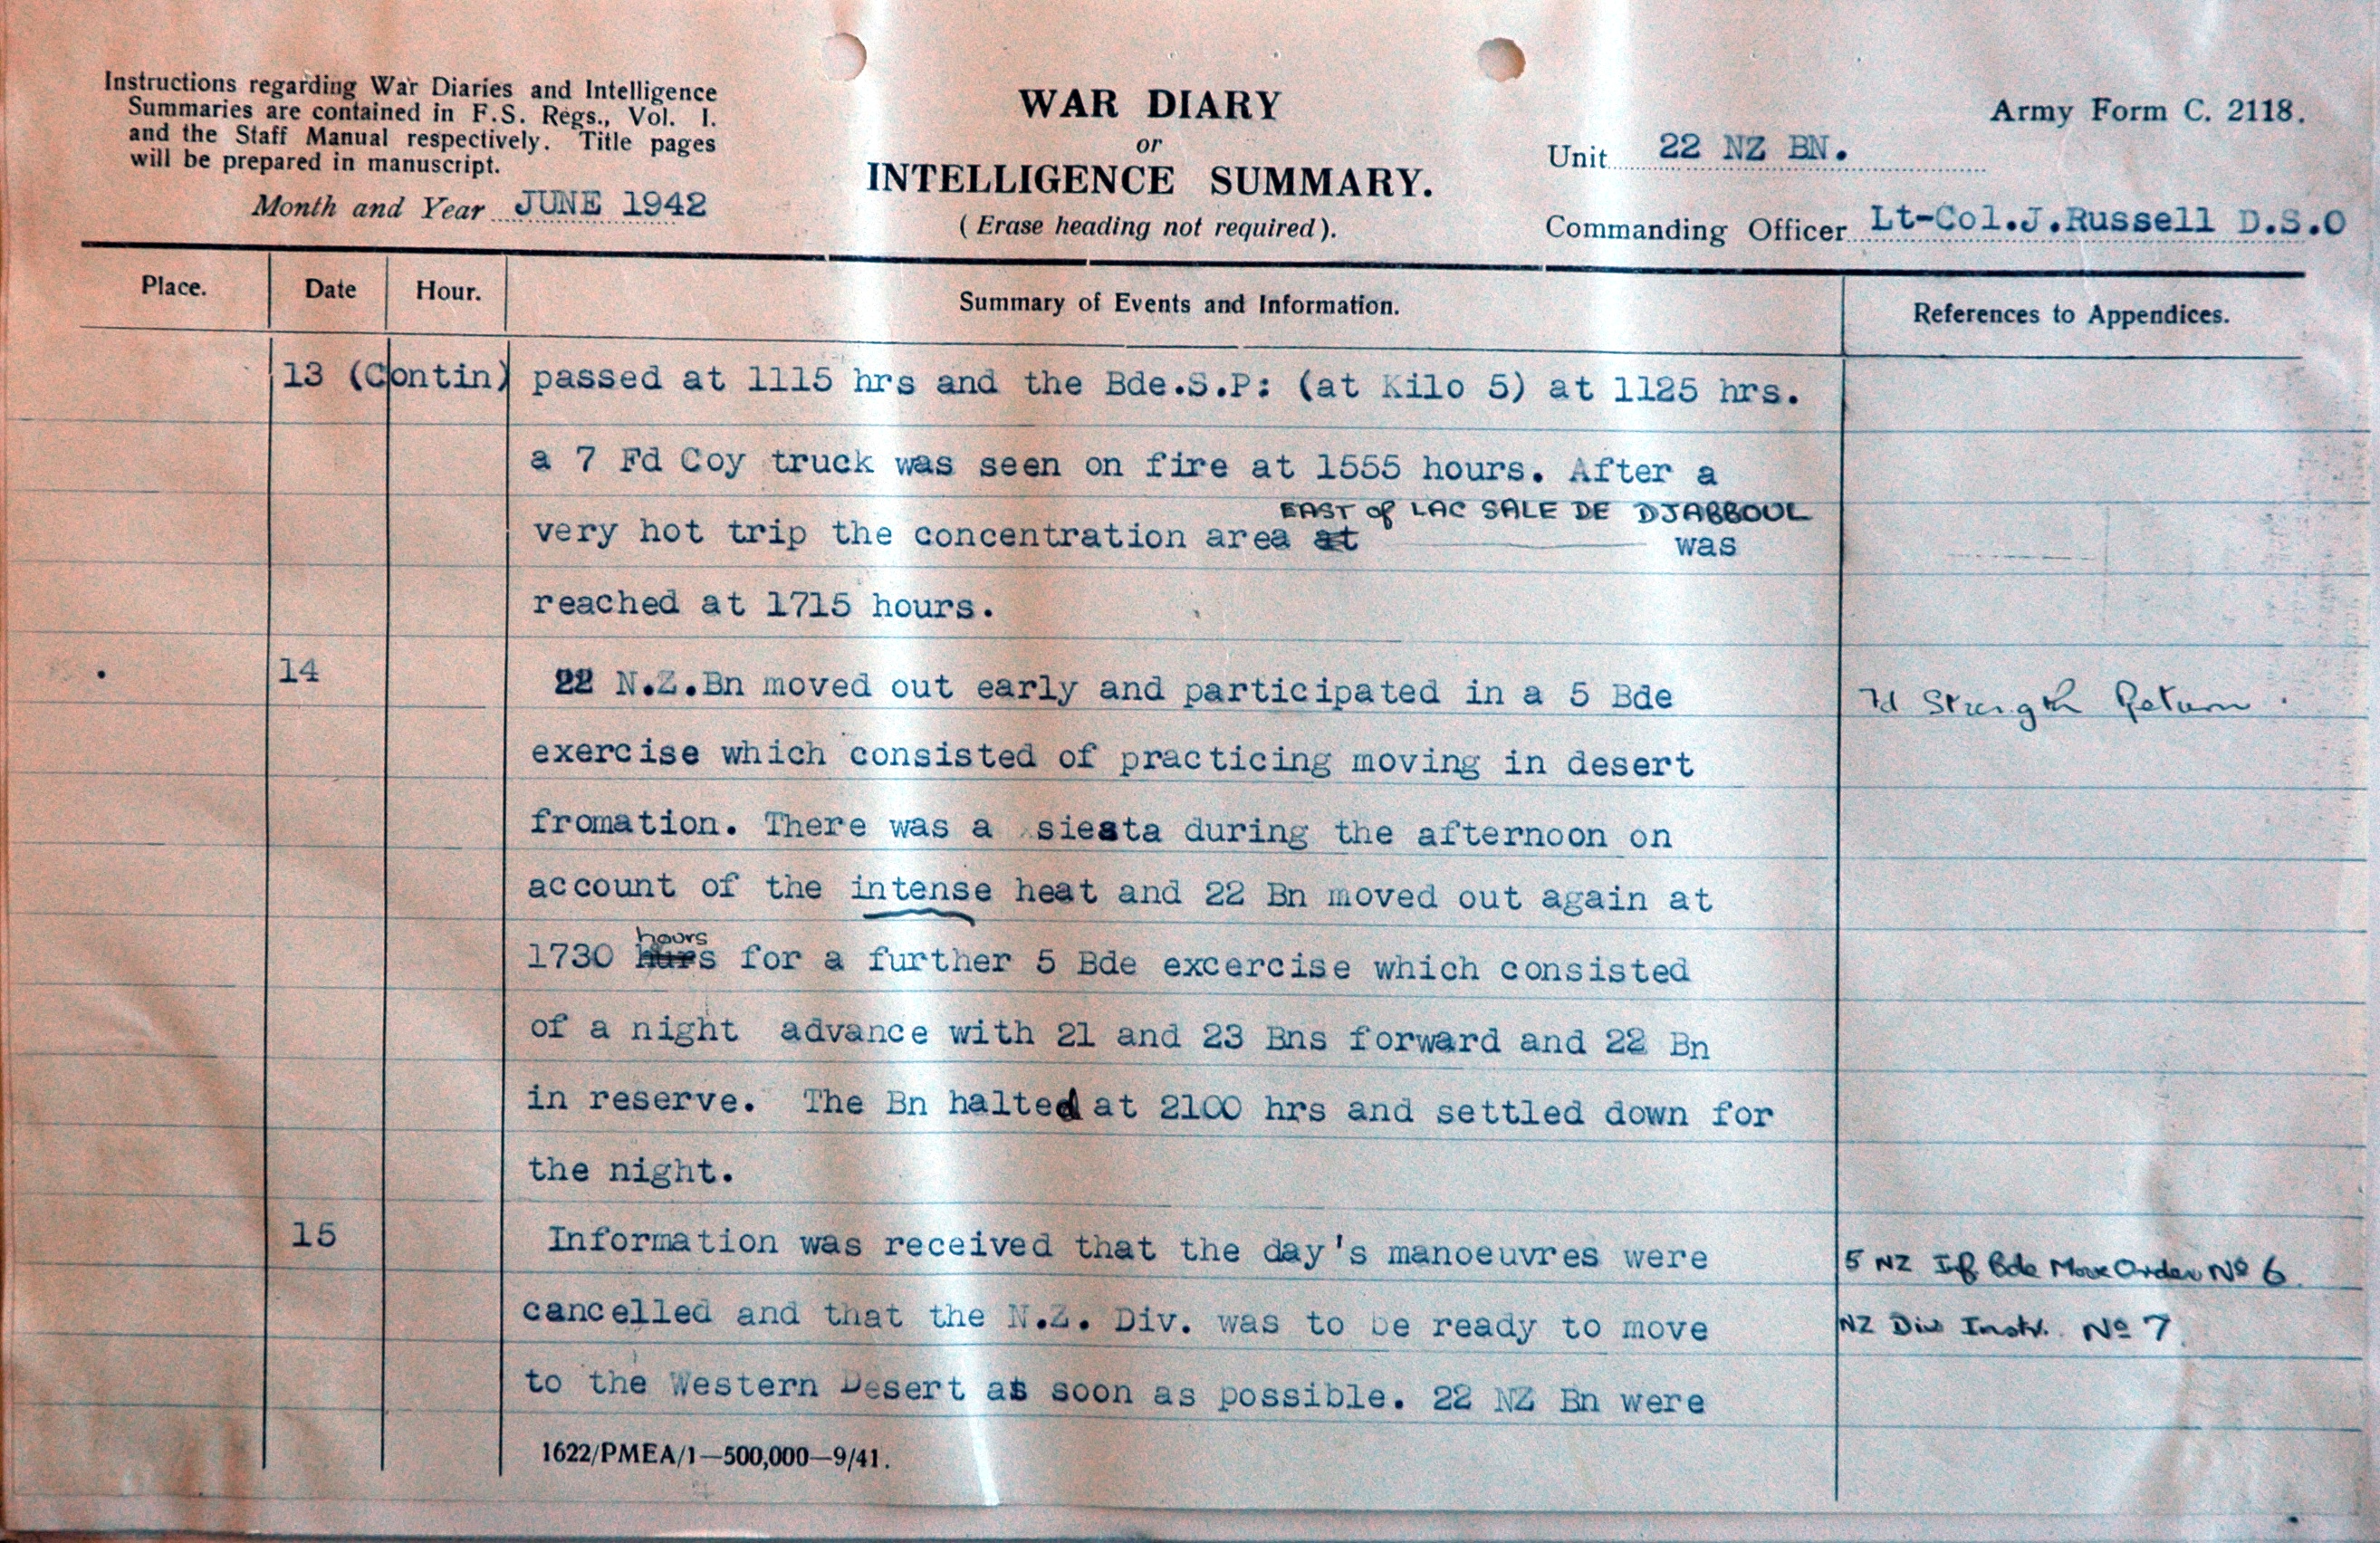 Instructions regarding War Diaries and Intelligence
Summaries are contained in F.S. Regs., Vol. I.
and the Staff Manual respectively. Title pages
will be prepared in manuscript.
Month and Year JUNE 1942
WAR DIARY
or
INTELLIGENCE SUMMARY.
(Erase heading not required).
Army Form C. 2118.
Unit 22 NZ BN.
Commanding Officer Lt-Col.J.Russell D.S.O
Place. Date Hour. Summary of Events and Information. References to Appendices.
13 (Contin) passed at 1115 hrs and the Bde.S.P: (at Kilo 5) at 1125 hrs.
a 7 Fd Coy truck was seen on fire at 1555 hours. After a
EAST of LAC SALE DE DJABBOUL
very hot trip the concentration area at was
reached at 1715 hours.
14 22 N.Z.Bn moved out early and participated in a 5 Bde Strength Return.
exercise which consisted of practicing moving in desert
fromation. There was a siesta during the afternoon on
account of the intense heat and 22 Bn moved out again at
hours
1730 hurs for a further 5 Bde excercise which consisted
of a night advance with 21 and 23 Bns forward and 22 Bn
in reserve. The Bn halted at 2100 hrs and settled down for
the night.
15 Information was received that the day's manoeuvres were 5 NZ If Bde Move Order No 6.
cancelled and that the N.Z. Div. was to be ready to move NZ Div Instr. No 7.
to the Western Desert as soon as possible. 22 NZ Bn were
1622/PMEA/1—500,000—9/41.